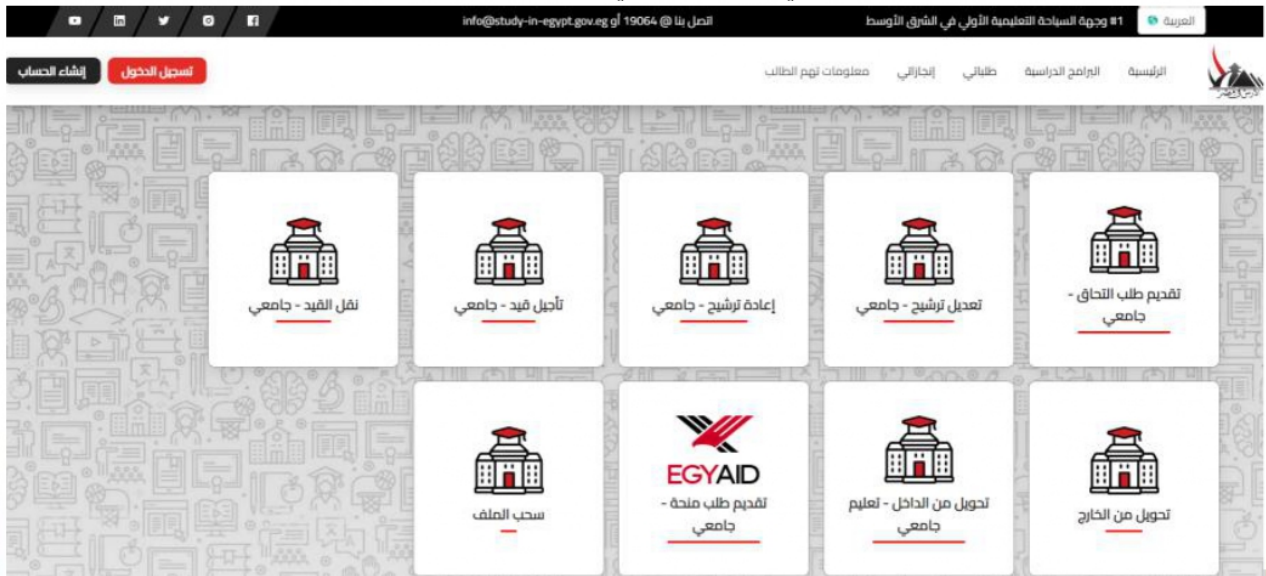 العربية
#1 وجهة السياحة التعليمية الأولي في الشرق الأوسط
اتصل بنا @ 19064 أو info@study-in-egypt.gov.eg
الرئيسية
البرامج الدراسية
طلباتي
إنجازاتي
معلومات تهم الطالب
تسجيل الدخول
إنشاء الحساب
تقديم طلب التحاق -
جامعي
تعديل ترشيح - جامعي
إعادة ترشيح - جامعي
تأجيل قيد - جامعي
نقل القيد - جامعي
تحويل من الخارج
تحويل من الداخل - تعليم
جامعي
EGYAID
تقديم طلب منحة -
جامعي
سحب الملف